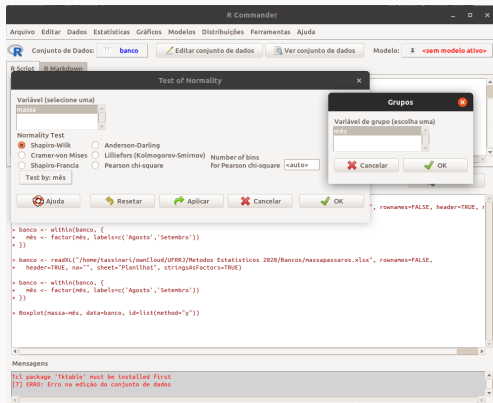 R Commander
Arquivo Editar Dados Estatísticas Gráficos Modelos Distribuições Ferramentas Ajuda
Conjunto de Dados: banco Editar conjunto de dados Ver conjunto de dados Modelo: Σ <sem modelo ativo>
R Script R Markdown
Test of Normality
Variável (selecione uma)
massa
Normality Test
Shapiro-Wilk Anderson-Darling
Cramer-von Mises Lilliefors (Kolmogorov-Smirnov) Number of bins
Shapiro-Francia Pearson chi-square for Pearson chi-square <auto>
Test by: mês
Ajuda Resetar Aplicar Cancelar OK
Grupos
Variável de grupo (escolha uma)
mês
Cancelar OK
", rownames=FALSE, header=TRUE,
> banco <- within(banco, {
+ mês <- factor(mês, labels=c('Agosto','Setembro'))
+ })
> banco <- readXL("/home/tassinari/ownCloud/UFRRJ/Metodos Estatisticos 2020/Bancos/massapassaros.xlsx", rownames=FALSE,
+ header=TRUE, na="", sheet="Planilha1", stringsAsFactors=TRUE)
> banco <- within(banco, {
+ mês <- factor(mês, labels=c('Agosto','Setembro'))
+ })
> Boxplot(massa~mês, data=banco, id=list(method="y"))
Mensagens
Tcl package 'Tktable' must be installed first
[7] ERRO: Erro na edição do conjunto de dados